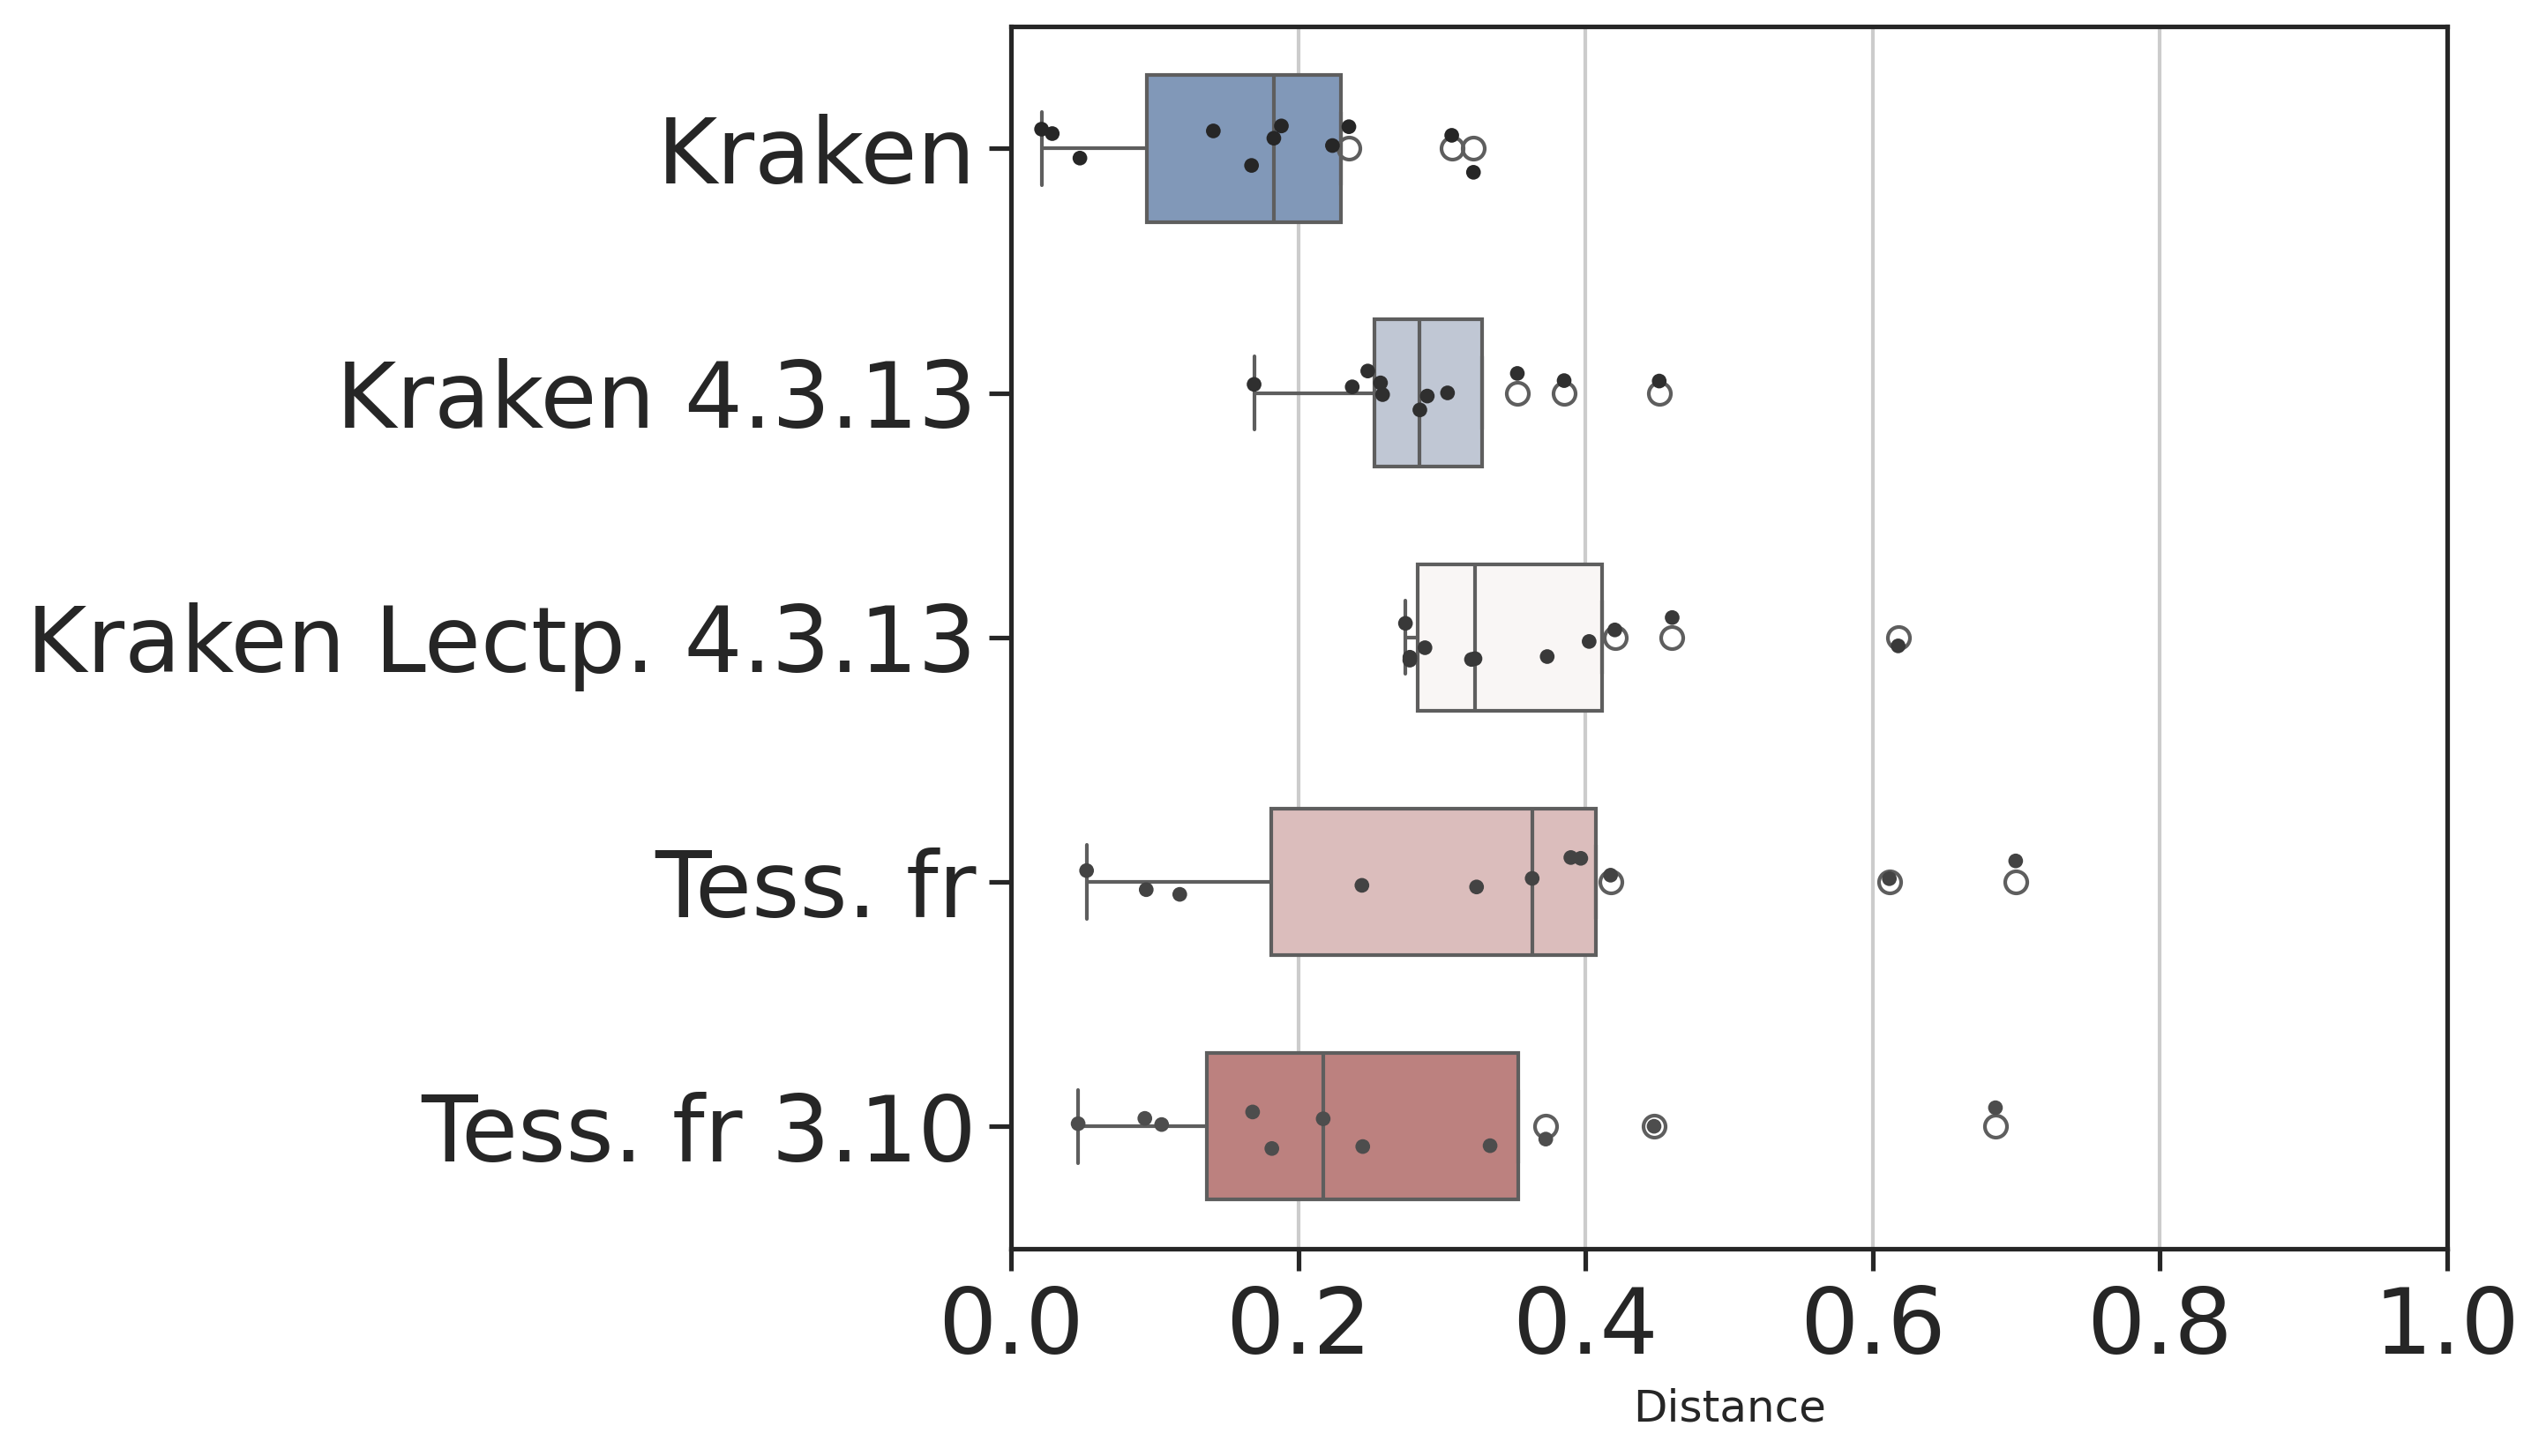 Kraken
Kraken 4.3.13
Kraken Lectp. 4.3.13
Tess. fr
Tess. fr 3.10
0.0 0.2 0.4 0.6 0.8 1.0
Distance